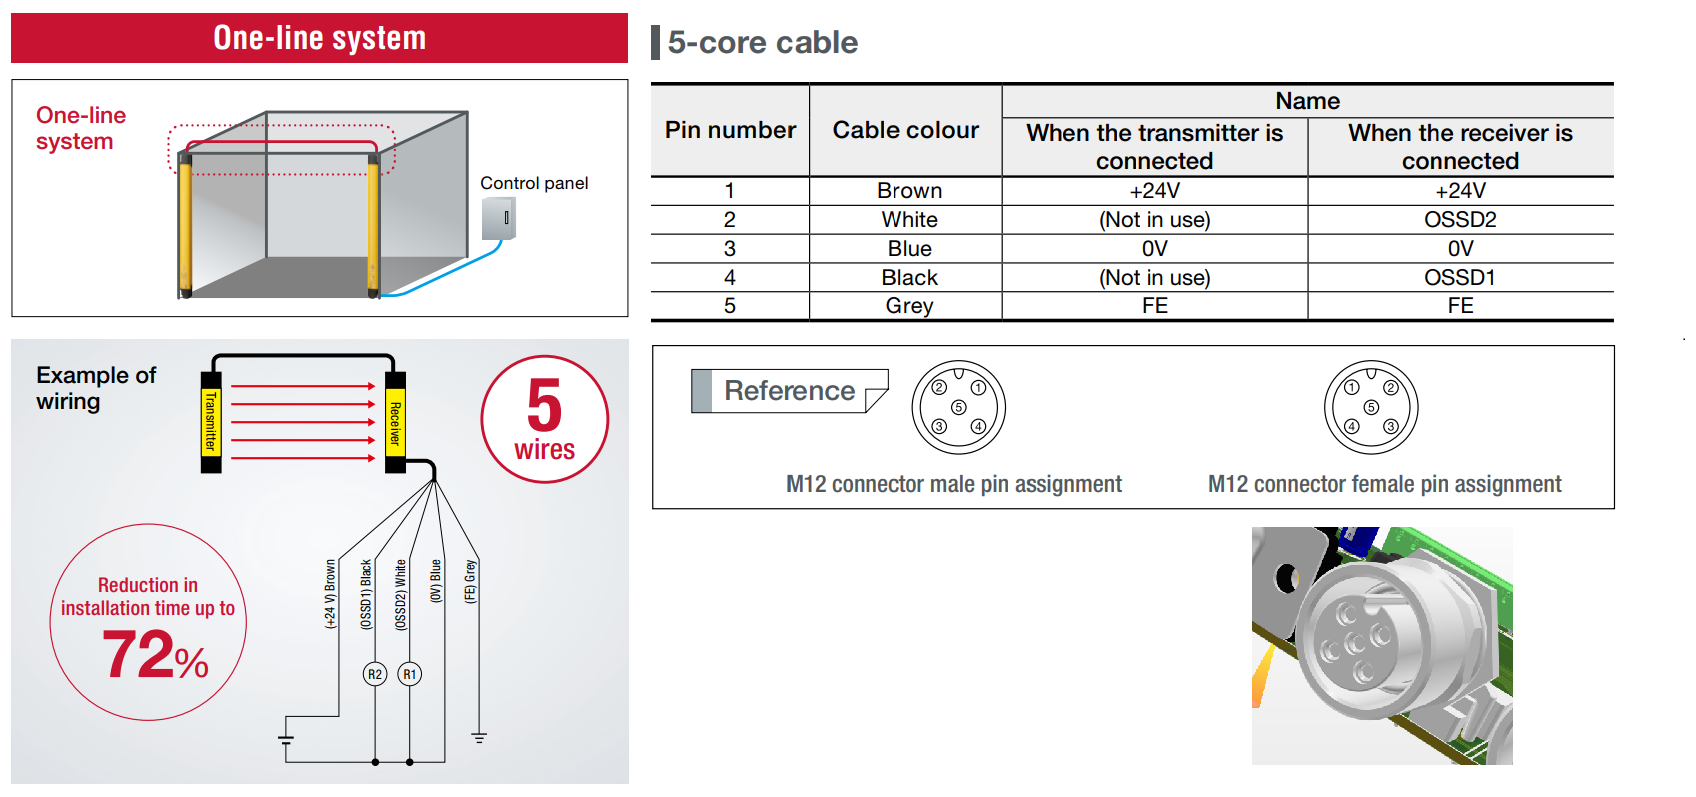 One-line system
One-line
system
Control panel
Example of
wiring
Transmitter
Receiver
5
wires
Reduction in
installation time up to
72%
(+24 V) Brown
(OSSD1) Black
(OSSD2) White
(0V) Blue
(FE) Grey
R2
R1
5-core cable
Pin number
Cable colour
Name
When the transmitter is
connected
When the receiver is
connected
1 Brown +24V +24V
2 White (Not in use) OSSD2
3 Blue 0V 0V
4 Black (Not in use) OSSD1
5 Grey FE FE
Reference
2 1
5
3 4
M12 connector male pin assignment
1 2
5
4 3
M12 connector female pin assignment